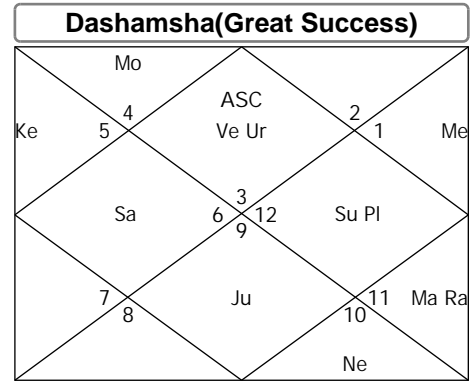 Dashamsha(Great Success)
Mo
ASC
Ke 5 4 Ve Ur 2 1 Me
3
Sa 6 12 Su Pl
9
7 8 Ju 11 10 Ma Ra
Ne